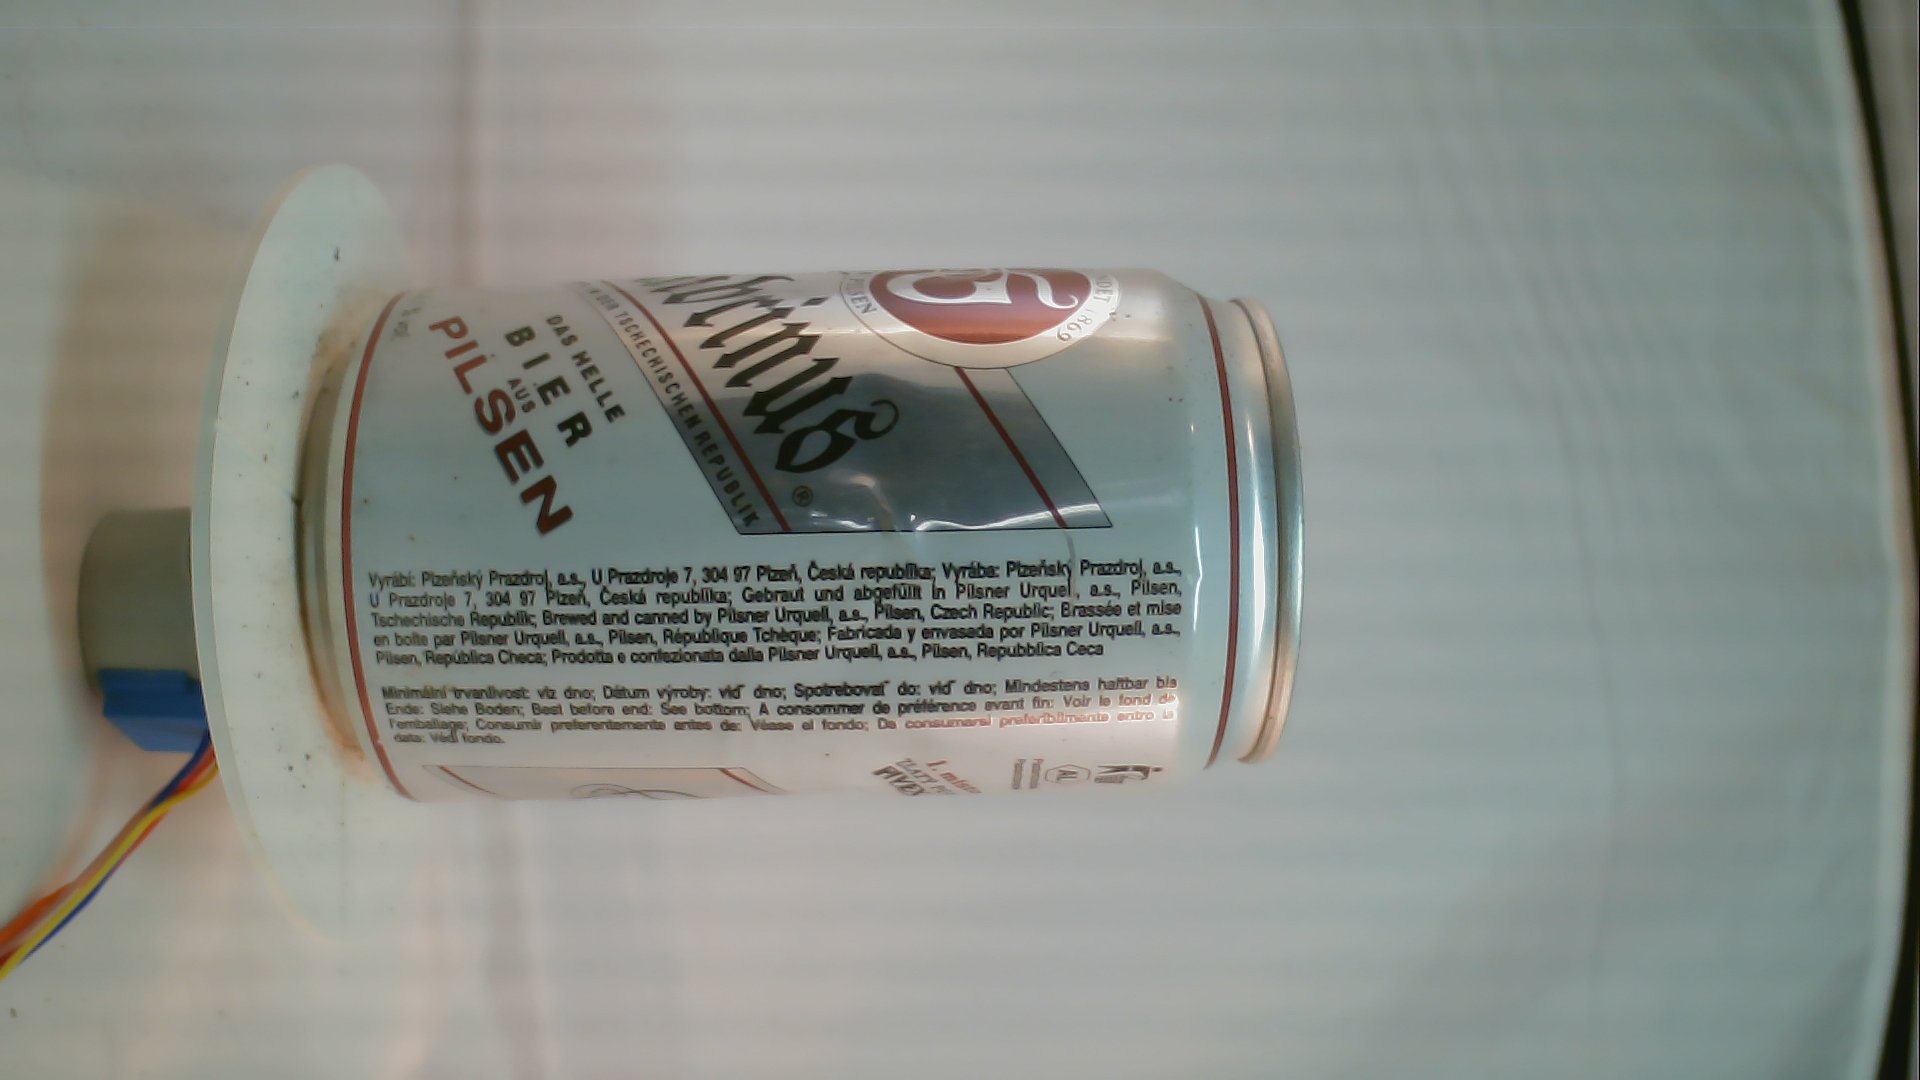 PILSEN
DET 1869
®
DER TSCHECHISCHEN REPUBLIK
DAS HELLE
BIER
AUS
PILSEN
Vyrábí: Plzeňský Prazdroj, a.s., U Prazdroje 7, 304 97 Plzeň, Česká republika; Vyrába: Plzeňský Prazdroj, a.s.,
U Prazdroje 7, 304 97 Plzeň, Česká republika; Gebraut und abgefüllt in Pilsner Urquell, a.s., Pilsen,
Tschechische Republik; Brewed and canned by Pilsner Urquell, a.s., Pilsen, Czech Republic; Brassée et mise
en boîte par Pilsner Urquell, a.s., Pilsen, République Tchèque; Fabricada y envasada por Pilsner Urquell, a.s.,
Pilsen, República Checa; Prodotta e confezionata dalla Pilsner Urquell, a.s., Pilsen, Repubblica Ceca
Minimální trvanlivost: viz dno; Dátum výroby: viď dno; Spotrebovať do: viď dno; Mindestens haltbar bis
Ende: Siehe Boden; Best before end: See bottom; A consommer de préférence avant fin: Voir le fond de
l'emballage; Consumir preferentemente antes de: Véase el fondo; Da consumarsi preferibilmente entro la
data: Vedi fondo.